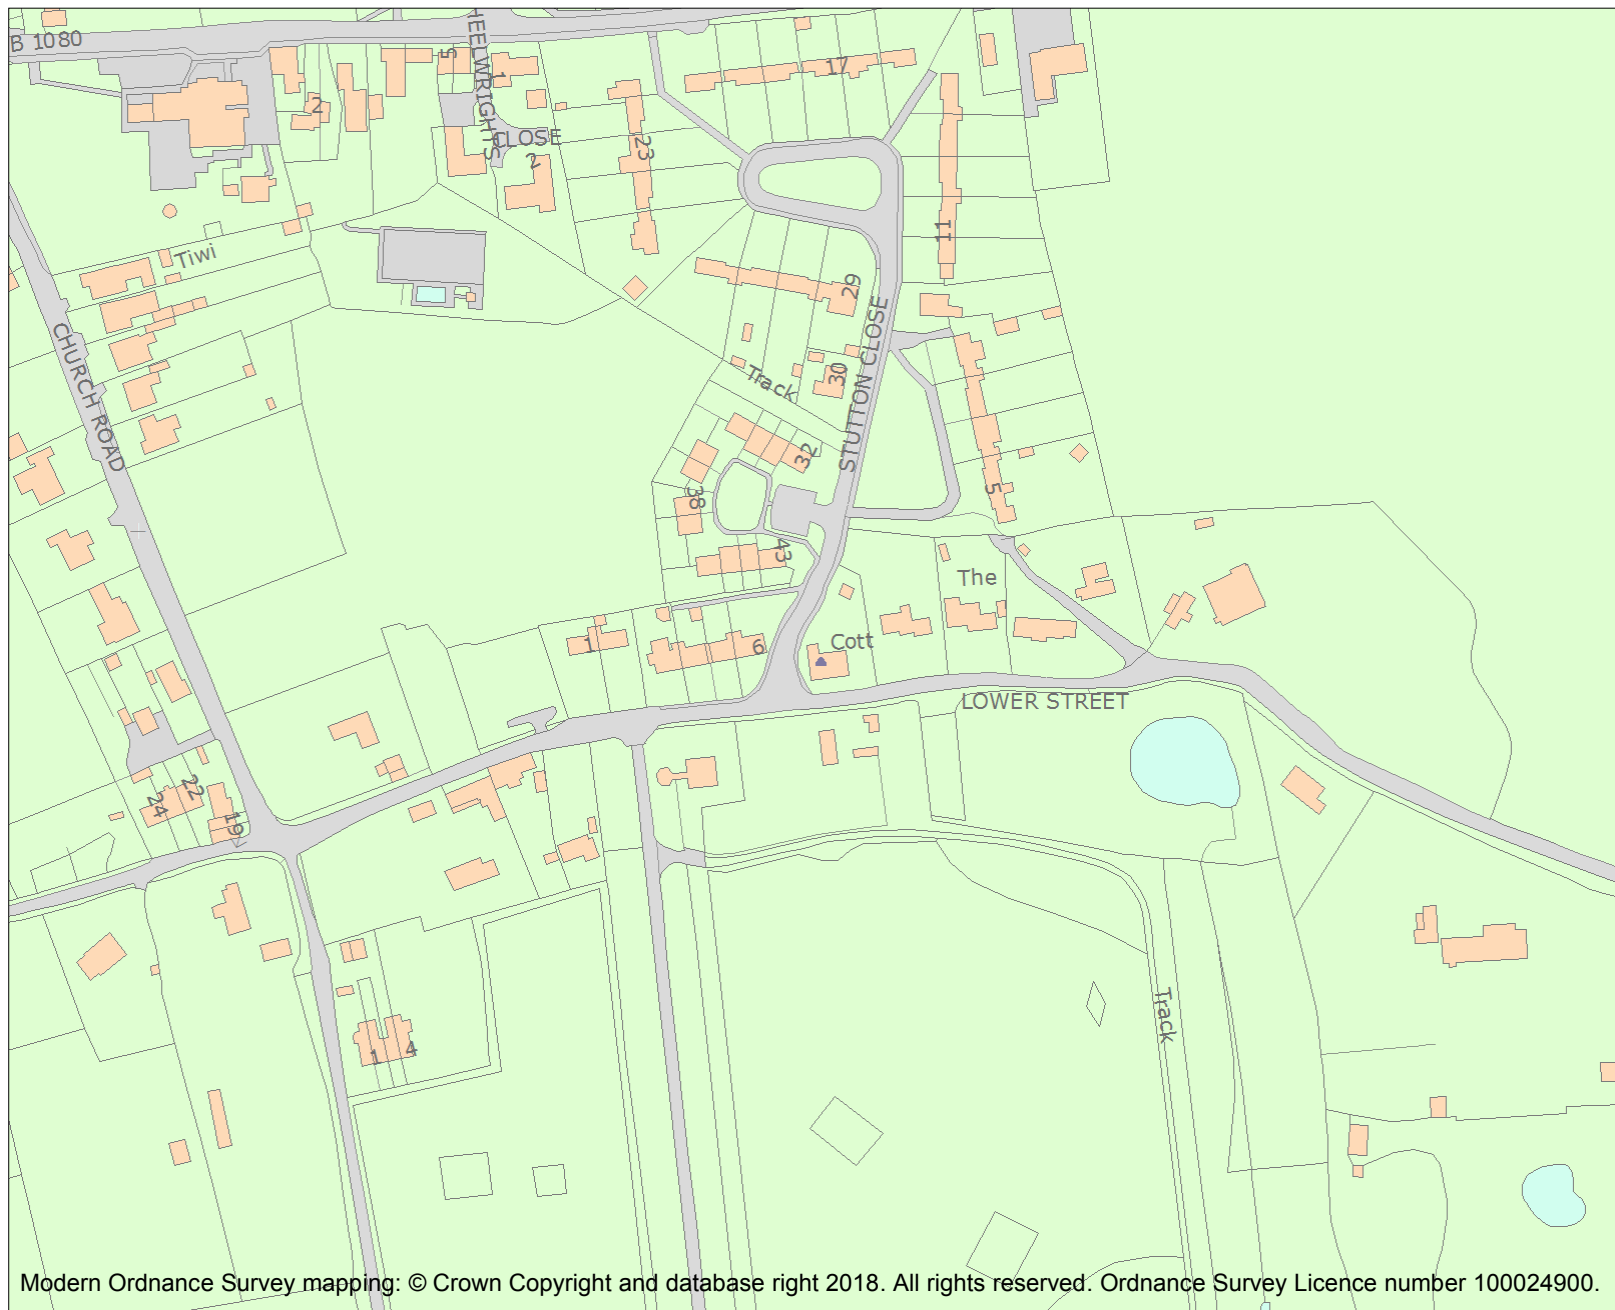 B 1080
HEELWRIGHTS
CLOSE
5
1
2
2
17
23
11
Tiwi
29
STUTTON CLOSE
CHURCH ROAD
30
Track
32
38
5
43
The
1
6
Cott
LOWER STREET
22
24
19
Track
1
4
Modern Ordnance Survey mapping: © Crown Copyright and database right 2018. All rights reserved. Ordnance Survey Licence number 100024900.